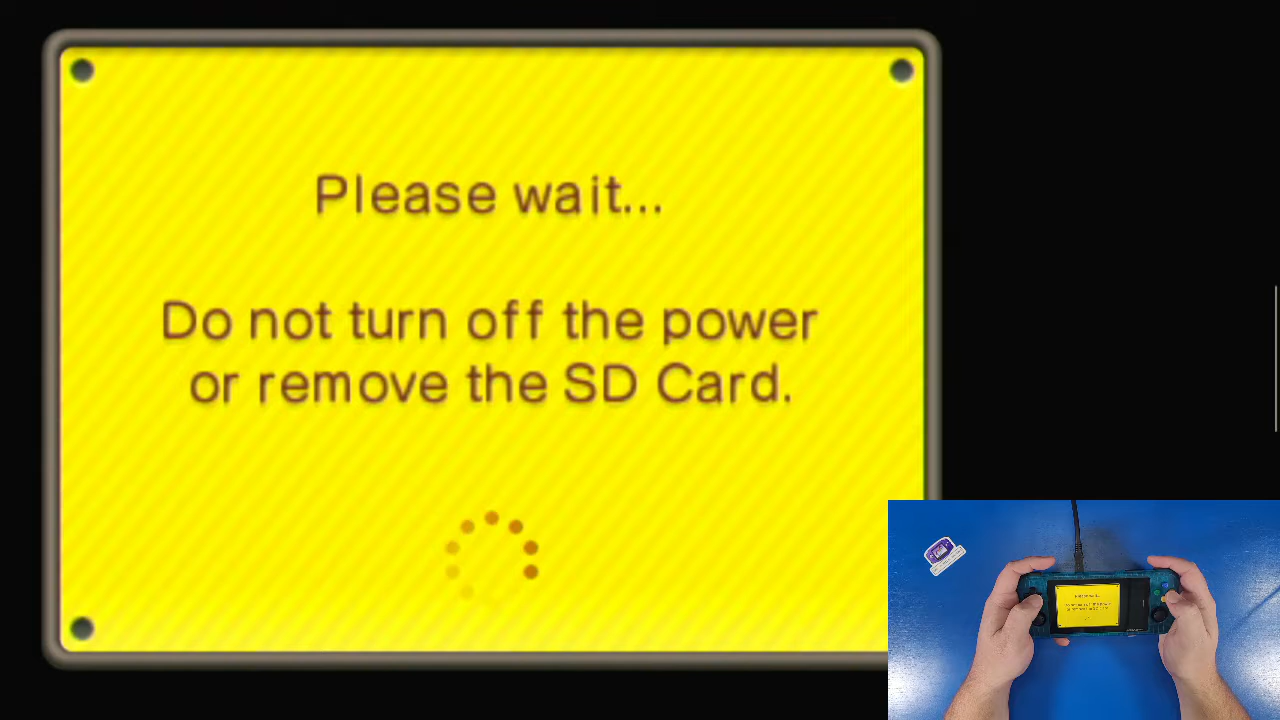 Please wait...
Do not turn off the power
or remove the SD Card.